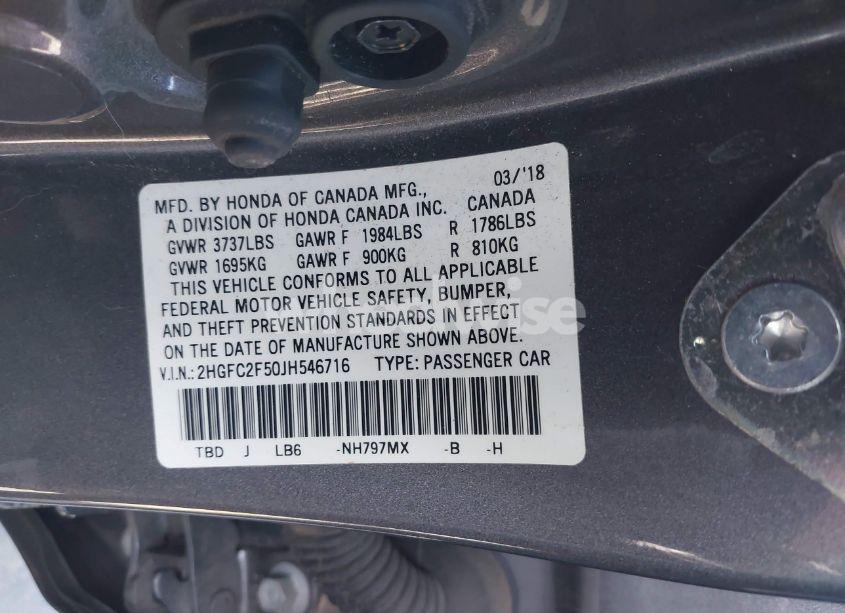 MFD. BY HONDA OF CANADA MFG., 03/'18
A DIVISION OF HONDA CANADA INC. CANADA
GVWR 3737LBS GAWR F 1984LBS R 1786LBS
GVWR 1695KG GAWR F 900KG R 810KG
THIS VEHICLE CONFORMS TO ALL APPLICABLE
FEDERAL MOTOR VEHICLE SAFETY, BUMPER,
AND THEFT PREVENTION STANDARDS IN EFFECT
ON THE DATE OF MANUFACTURE SHOWN ABOVE.
V.I.N.: 2HGFC2F50JH546716 TYPE: PASSENGER CAR
TBD J LB6 -NH797MX -B -H